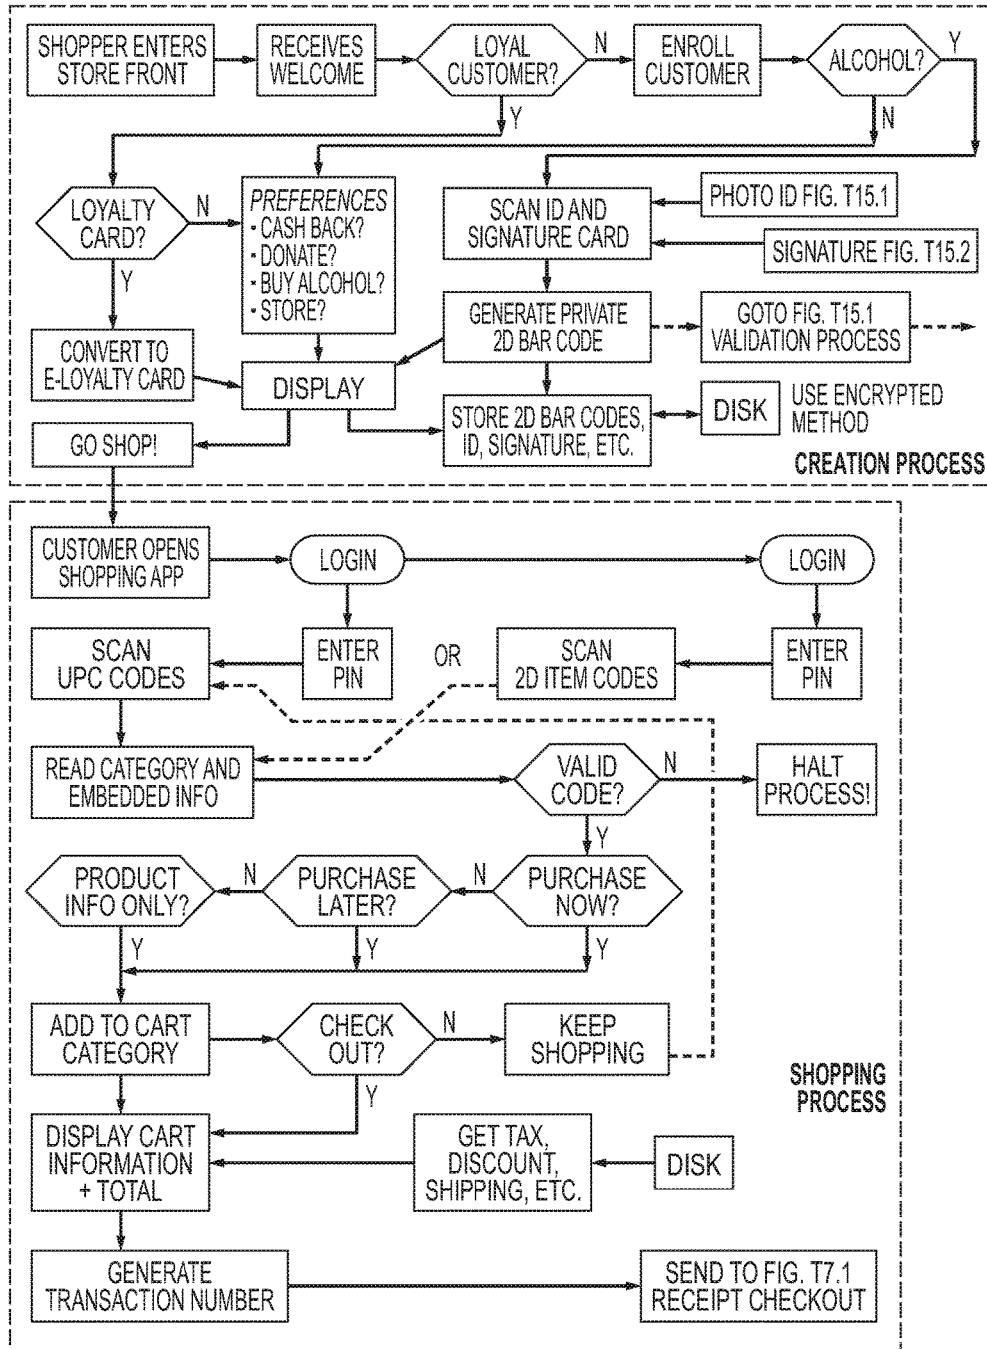 SHOPPER ENTERS
STORE FRONT
RECEIVES
WELCOME
LOYAL
CUSTOMER?
N
ENROLL
CUSTOMER
ALCOHOL?
Y
Y
N
LOYALTY
CARD?
N
PREFERENCES
• CASH BACK?
• DONATE?
• BUY ALCOHOL?
• STORE?
SCAN ID AND
SIGNATURE CARD
PHOTO ID FIG. T15.1
SIGNATURE FIG. T15.2
Y
GENERATE PRIVATE
2D BAR CODE
GOTO FIG. T15.1
VALIDATION PROCESS
CONVERT TO
E-LOYALTY CARD
DISPLAY
STORE 2D BAR CODES,
ID, SIGNATURE, ETC.
DISK
USE ENCRYPTED
METHOD
GO SHOP!
CREATION PROCESS
CUSTOMER OPENS
SHOPPING APP
LOGIN
LOGIN
SCAN
UPC CODES
ENTER
PIN
OR
SCAN
2D ITEM CODES
ENTER
PIN
READ CATEGORY AND
EMBEDDED INFO
VALID
CODE?
N
HALT
PROCESS!
Y
PRODUCT
INFO ONLY?
N
PURCHASE
LATER?
N
PURCHASE
NOW?
Y
Y
Y
ADD TO CART
CATEGORY
CHECK
OUT?
N
KEEP
SHOPPING
Y
SHOPPING
PROCESS
DISPLAY CART
INFORMATION
+ TOTAL
GET TAX,
DISCOUNT,
SHIPPING, ETC.
DISK
GENERATE
TRANSACTION NUMBER
SEND TO FIG. T7.1
RECEIPT CHECKOUT